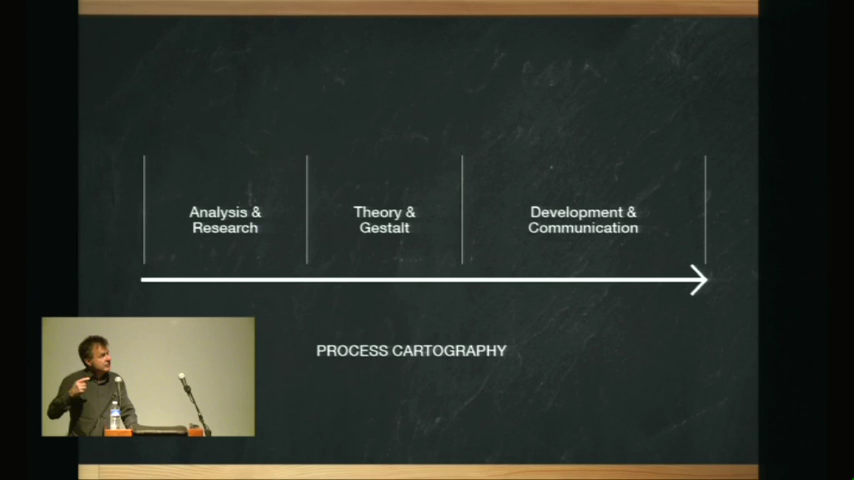 Analysis &
Research
Theory &
Gestalt
Development &
Communication
PROCESS CARTOGRAPHY